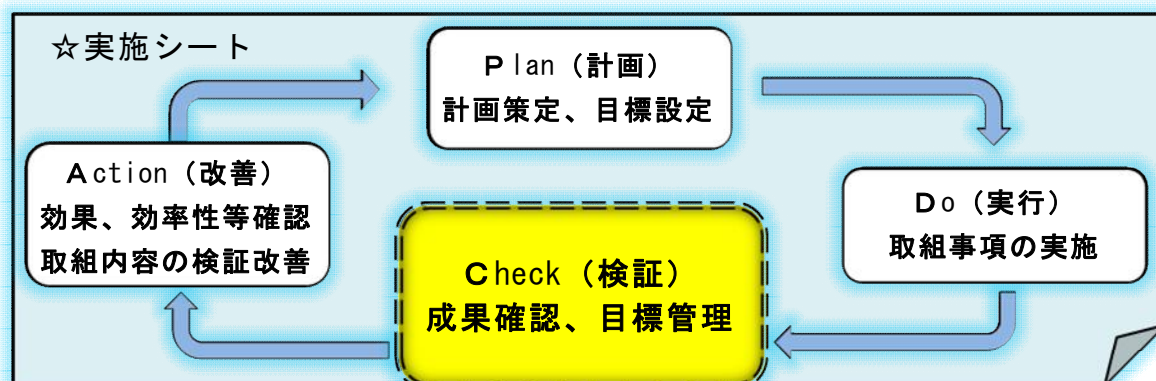 ☆実施シート
Plan（計画）
計画策定、目標設定
Action（改善）
効果、効率性等確認
取組内容の検証改善
Do（実行）
取組事項の実施
Check（検証）
成果確認、目標管理